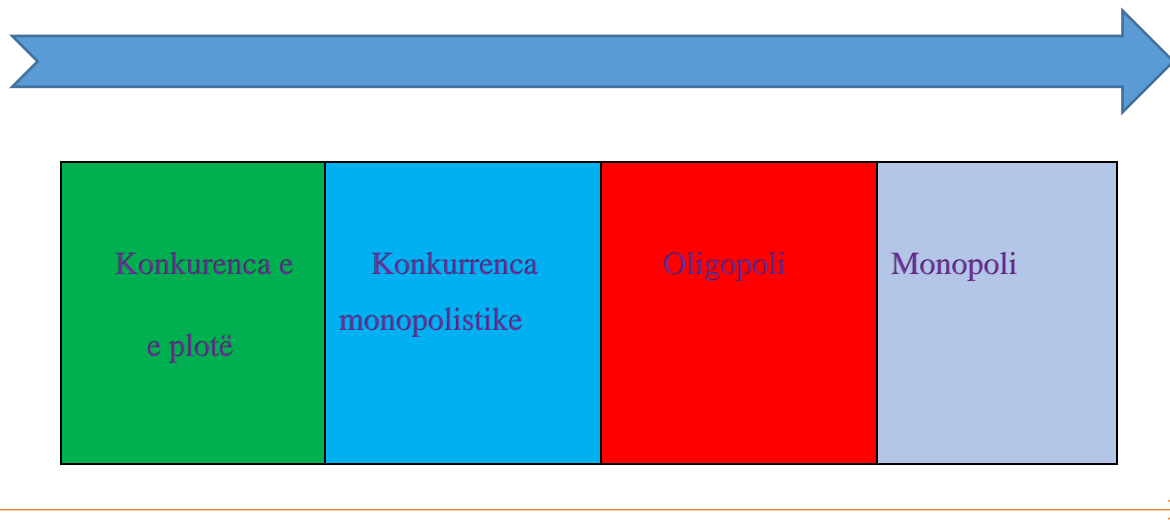 Konkurenca e
e plotë
Konkurrenca
monopolistike
Oligopoli
Monopoli